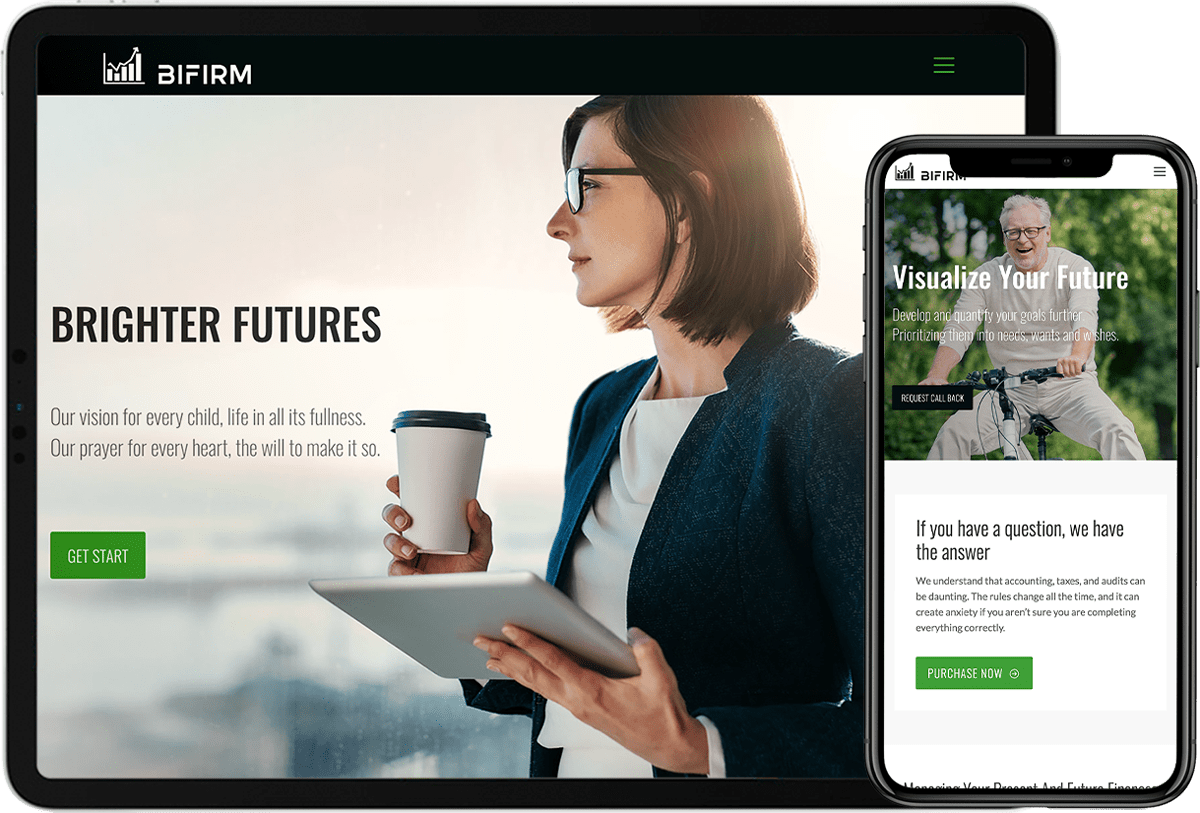 BIFIRM
BRIGHTER FUTURES
Our vision for every child, life in all its fullness.
Our prayer for every heart, the will to make it so.
GET START
BIFIRM
Visualize Your Future
Develop and quantify your goals further.
Prioritizing them into needs, wants and wishes.
REQUEST CALL BACK
If you have a question, we have
the answer
We understand that accounting, taxes, and audits can
be daunting. The rules change all the time, and it can
create anxiety if you aren't sure you are completing
everything correctly.
PURCHASE NOW
Managing Your Present And Future Finances